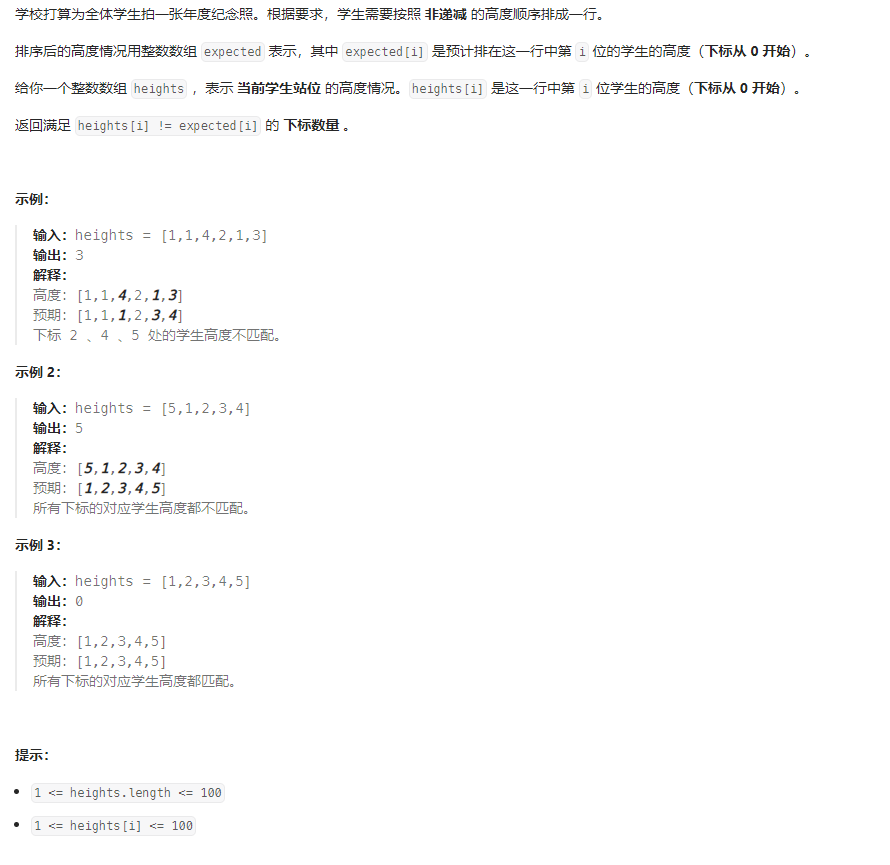 学校打算为全体学生拍一张年度纪念照。根据要求，学生需要按照 非递减 的高度顺序排成一行。
排序后的高度情况用整数数组 expected 表示，其中 expected[i] 是预计排在这一行中第 i 位的学生的高度（下标从 0 开始）。
给你一个整数数组 heights ，表示 当前学生站位 的高度情况。heights[i] 是这一行中第 i 位学生的高度（下标从 0 开始）。
返回满足 heights[i] != expected[i] 的 下标数量 。
示例：
输入：heights = [1,1,4,2,1,3]
输出：3
解释：
高度：[1,1,4,2,1,3]
预期：[1,1,1,2,3,4]
下标 2 、4 、5 处的学生高度不匹配。
示例 2：
输入：heights = [5,1,2,3,4]
输出：5
解释：
高度：[5,1,2,3,4]
预期：[1,2,3,4,5]
所有下标的对应学生高度都不匹配。
示例 3：
输入：heights = [1,2,3,4,5]
输出：0
解释：
高度：[1,2,3,4,5]
预期：[1,2,3,4,5]
所有下标的对应学生高度都匹配。
提示：
• 1 <= heights.length <= 100
• 1 <= heights[i] <= 100